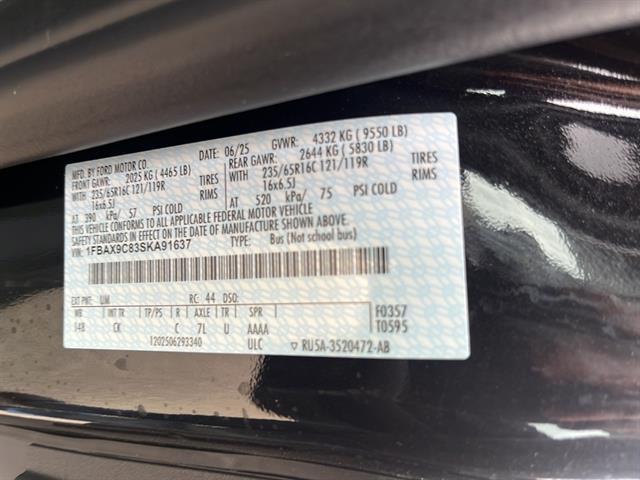 MFD. BY FORD MOTOR CO. DATE: 06/25 GVWR: 4332 KG ( 9550 LB)
FRONT GAWR: 2025 KG ( 4465 LB) REAR GAWR: 2644 KG ( 5830 LB)
WITH 235/65R16C 121/119R TIRES WITH 235/65R16C 121/119R TIRES
16x6.5J RIMS 16x6.5J RIMS
AT 390 kPa/ 57 PSI COLD AT 520 kPa/ 75 PSI COLD
THIS VEHICLE CONFORMS TO ALL APPLICABLE FEDERAL MOTOR VEHICLE
SAFETY STANDARDS IN EFFECT ON THE DATE OF MANUFACTURE SHOWN ABOVE.
VIN: 1FBAX9C83SKA91637 TYPE: Bus (Not School Bus)
EXT PNT: UM RC: 44 DSO:
WB INT TR TP/PS R AXLE TR SPR F0357
148 CK C 7L U AAAA T0595
1202506293340 ULC ▽ RU5A-3520472-AB